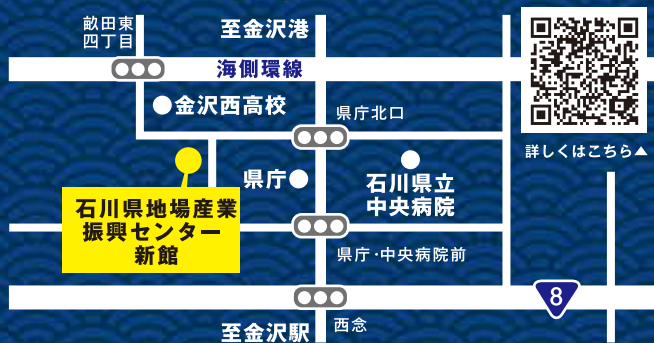 畝田東
四丁目
至金沢港
海側環線
金沢西高校
県庁北口
詳しくはこちら▲
県庁
石川県立
中央病院
石川県地場産業
振興センター
新館
県庁・中央病院前
8
西念
至金沢駅